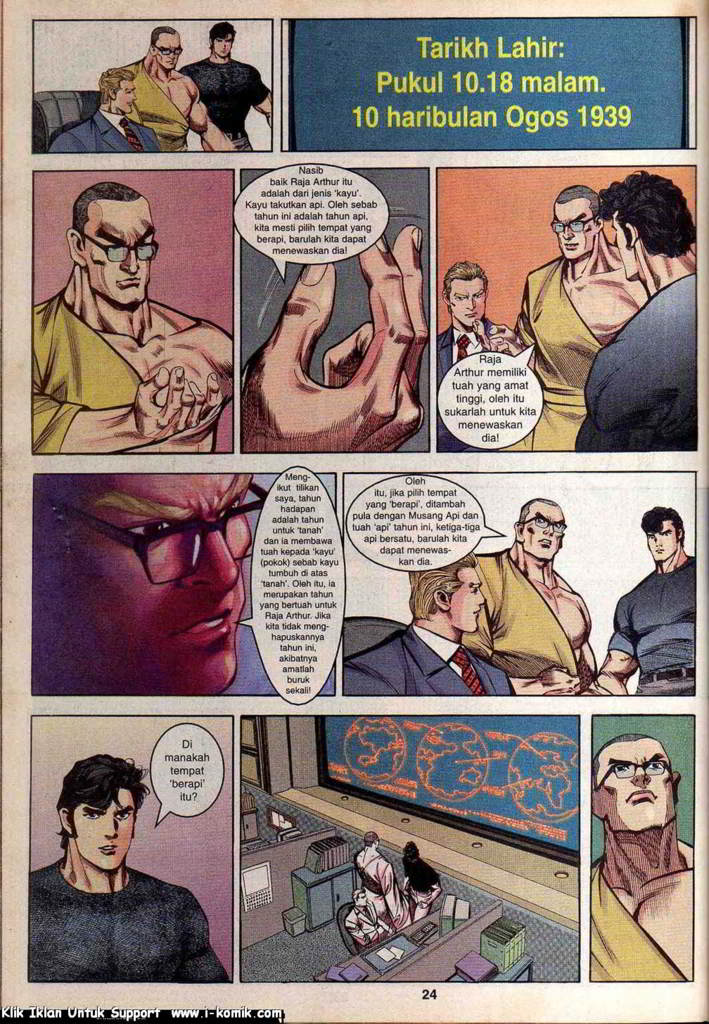 Tarikh Lahir:
Pukul 10.18 malam.
10 haribulan Ogos 1939
Nasib
baik Raja Arthur itu
adalah dari jenis 'kayu'.
Kayu takutkan api. Oleh sebab
tahun ini adalah tahun api,
kita mesti pilih tempat yang
berapi, barulah kita dapat
menewaskan dia!
Raja
Arthur memiliki
tuah yang amat
tinggi, oleh itu
sukarlah untuk kita
menewaskan
dia!
Meng-
ikut tilikan
saya, tahun
hadapan
adalah tahun
untuk 'tanah'
dan ia membawa
tuah kepada 'kayu'
(pokok) sebab kayu
tumbuh di atas
'tanah'. Oleh itu, ia
merupakan tahun
yang bertuah untuk
Raja Arthur. Jika
kita tidak meng-
hapuskannya
tahun ini,
akibatnya
amatlah
buruk
sekali!
Oleh
itu, jika pilih tempat
yang 'berapi', ditambah
pula dengan Musang Api dan
tuah 'api' tahun ini, ketiga-tiga
api bersatu, barulah kita
dapat menewas-
kan dia.
Di
manakah
tempat
'berapi'
itu?
24
Klik Iklan Untuk Support www.i-komik.com